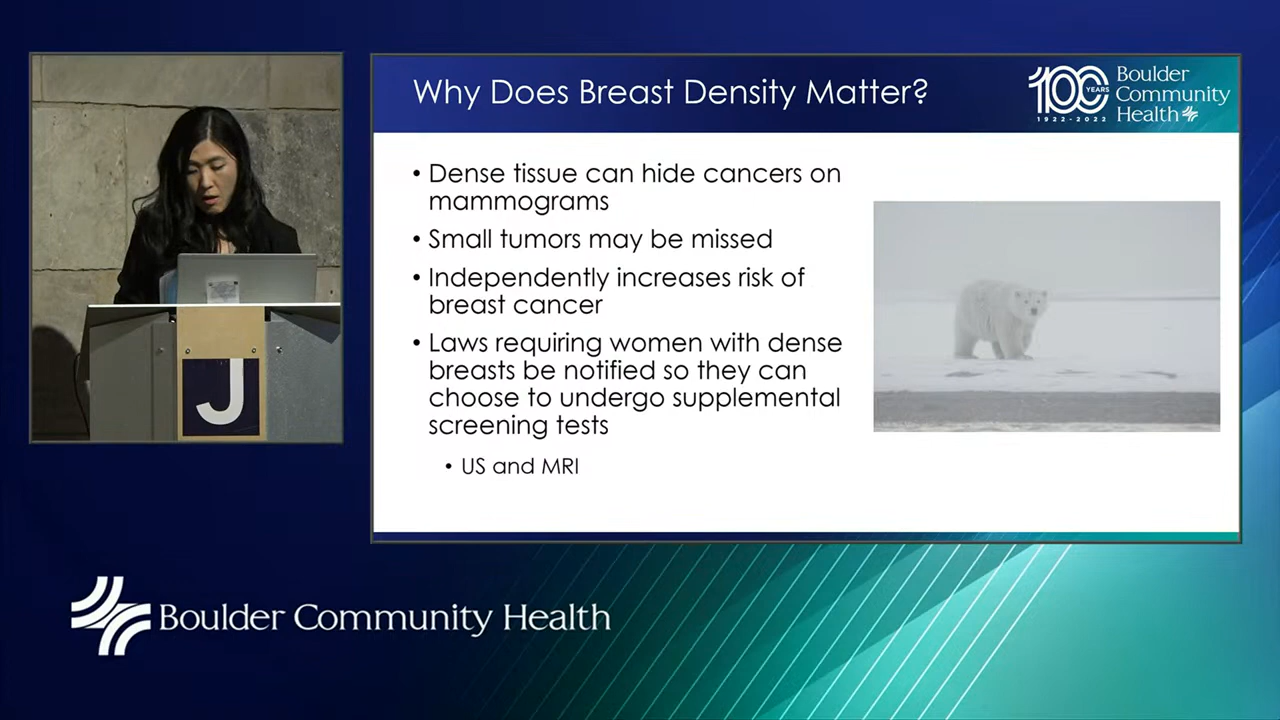 Why Does Breast Density Matter?
100
YEARS
1922-2022
Boulder
Community
Health
• Dense tissue can hide cancers on
mammograms
• Small tumors may be missed
• Independently increases risk of
breast cancer
• Laws requiring women with dense
breasts be notified so they can
choose to undergo supplemental
screening tests
• US and MRI
J
Boulder Community Health